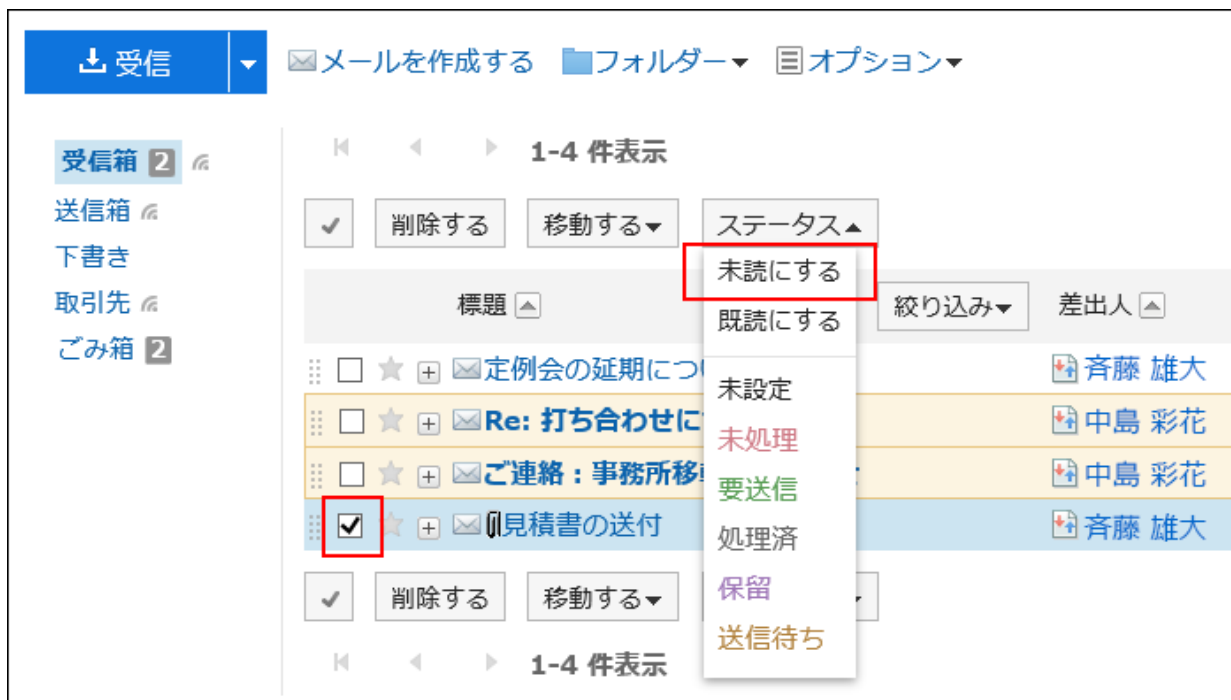 受信 メールを作成する フォルダー オプション
受信箱 2
送信箱
下書き
取引先
ごみ箱 2
1-4 件表示
削除する 移動する ステータス
未読にする
既読にする
未設定
未処理
要送信
処理済
保留
送信待ち
標題 絞り込み 差出人
定例会の延期につ 斉藤 雄大
Re: 打ち合わせに 中島 彩花
ご連絡：事務所移 中島 彩花
見積書の送付 斉藤 雄大
削除する 移動する
1-4 件表示